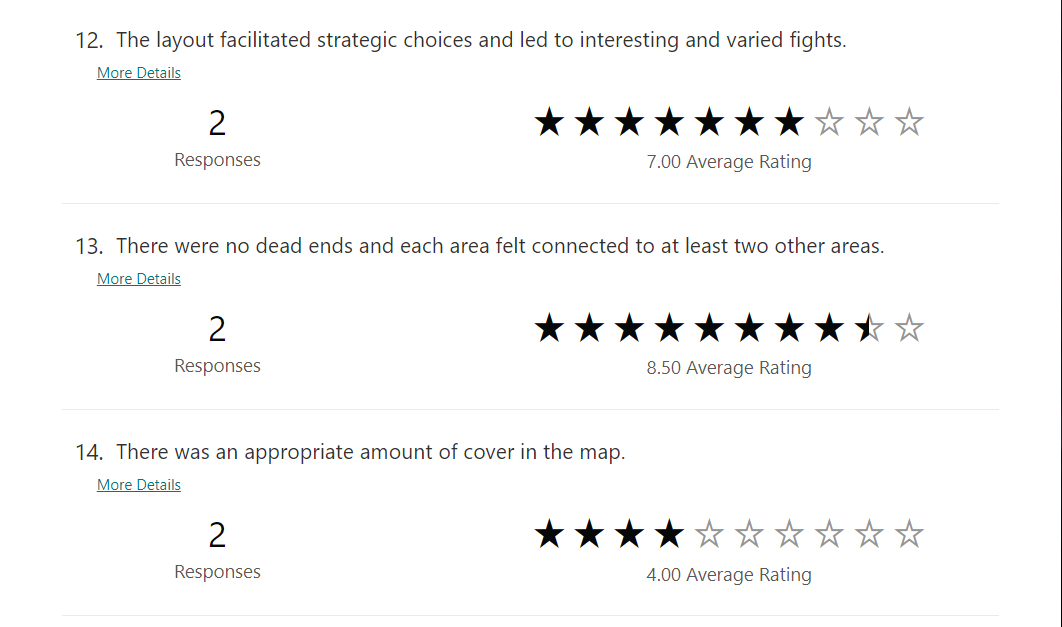 12. The layout facilitated strategic choices and led to interesting and varied fights.
More Details
2
Responses
7.00 Average Rating
13. There were no dead ends and each area felt connected to at least two other areas.
More Details
2
Responses
8.50 Average Rating
14. There was an appropriate amount of cover in the map.
More Details
2
Responses
4.00 Average Rating